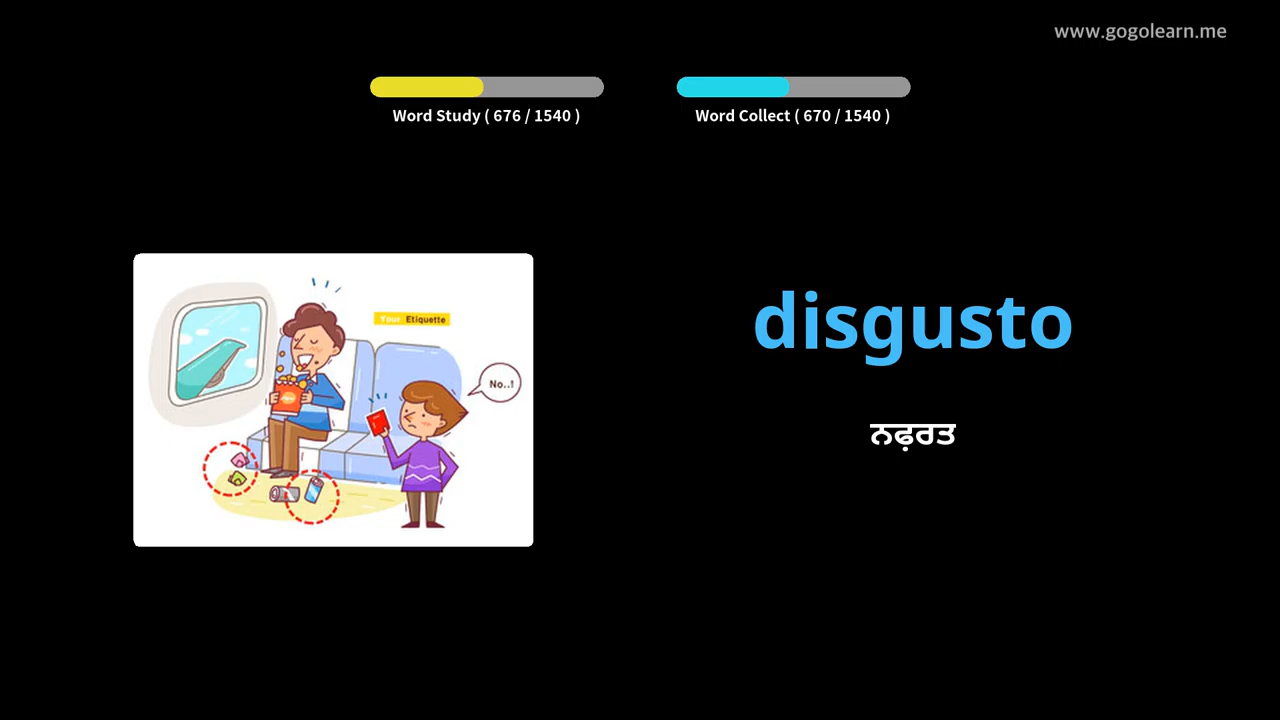 www.gogolearn.me
Word Study ( 676 / 1540 )
Word Collect ( 670 / 1540 )
Your Etiquette
No..!
disgusto
ਨਫ਼ਰਤ